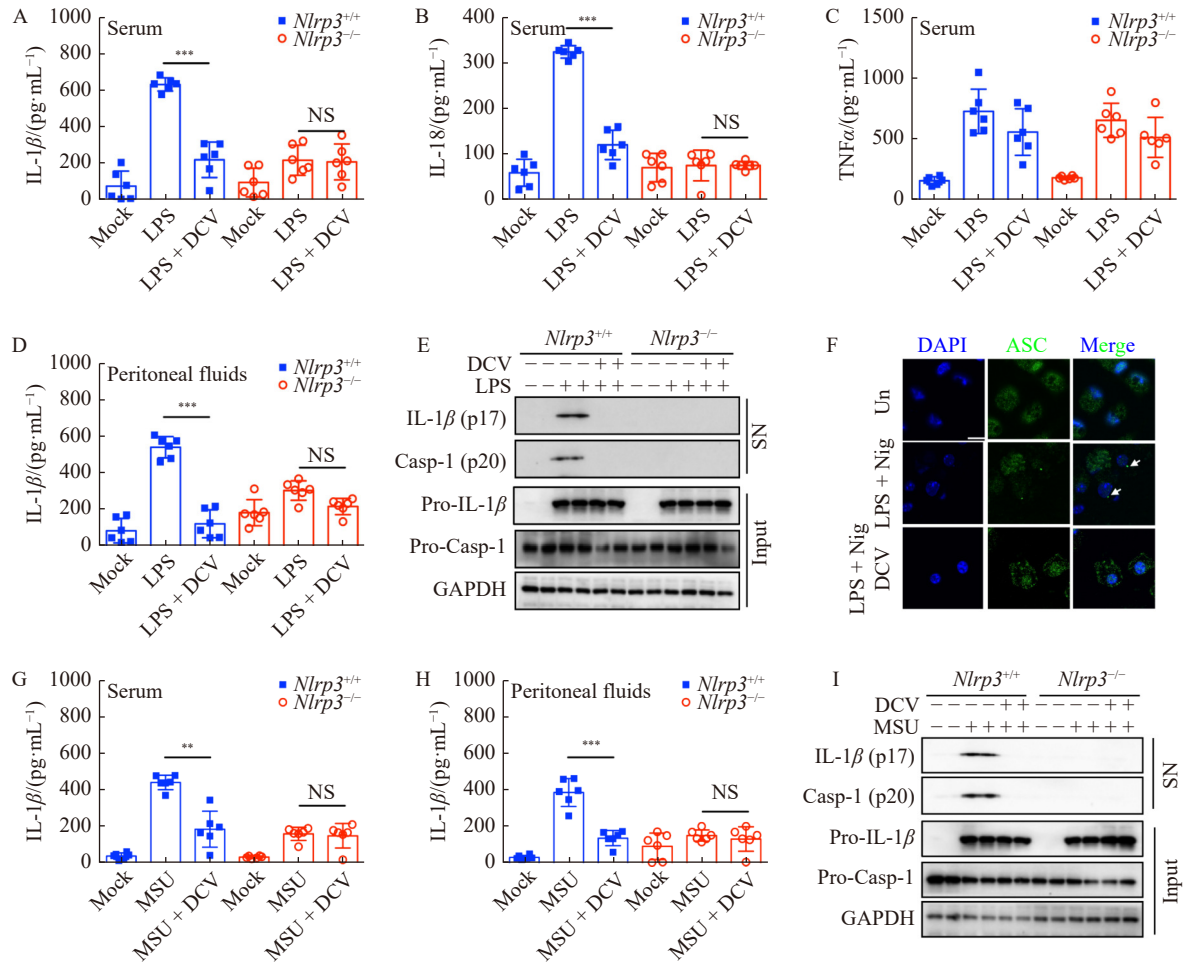 A
Serum
Nlrp3+/+
Nlrp3−/−
IL-1β/(pg·mL−1)
1000
800
600
400
200
0
***
NS
Mock
LPS
LPS + DCV
Mock
LPS
LPS + DCV
B
Serum
Nlrp3+/+
Nlrp3−/−
IL-18/(pg·mL−1)
400
300
200
100
0
***
NS
Mock
LPS
LPS + DCV
Mock
LPS
LPS + DCV
C
Serum
Nlrp3+/+
Nlrp3−/−
TNFα/(pg·mL−1)
1500
1000
500
0
Mock
LPS
LPS + DCV
Mock
LPS
LPS + DCV
D
Peritoneal fluids
Nlrp3+/+
Nlrp3−/−
IL-1β/(pg·mL−1)
1000
800
600
400
200
0
***
NS
Mock
LPS
LPS + DCV
Mock
LPS
LPS + DCV
E
Nlrp3+/+ Nlrp3−/−
DCV − − − − + + − − − − + +
LPS − − + + + + − − + + + +
IL-1β (p17)
Casp-1 (p20)
SN
Pro-IL-1β
Pro-Casp-1
GAPDH
Input
F
DAPI ASC Merge
Un
LPS + Nig
LPS + Nig
DCV
G
Serum
Nlrp3+/+
Nlrp3−/−
IL-1β/(pg·mL−1)
1000
800
600
400
200
0
**
NS
Mock
MSU
MSU + DCV
Mock
MSU
MSU + DCV
H
Peritoneal fluids
Nlrp3+/+
Nlrp3−/−
IL-1β/(pg·mL−1)
1000
800
600
400
200
0
***
NS
Mock
MSU
MSU + DCV
Mock
MSU
MSU + DCV
I
Nlrp3+/+ Nlrp3−/−
DCV − − − − + + − − − − + +
MSU − − + + + + − − + + + +
IL-1β (p17)
Casp-1 (p20)
SN
Pro-IL-1β
Pro-Casp-1
GAPDH
Input